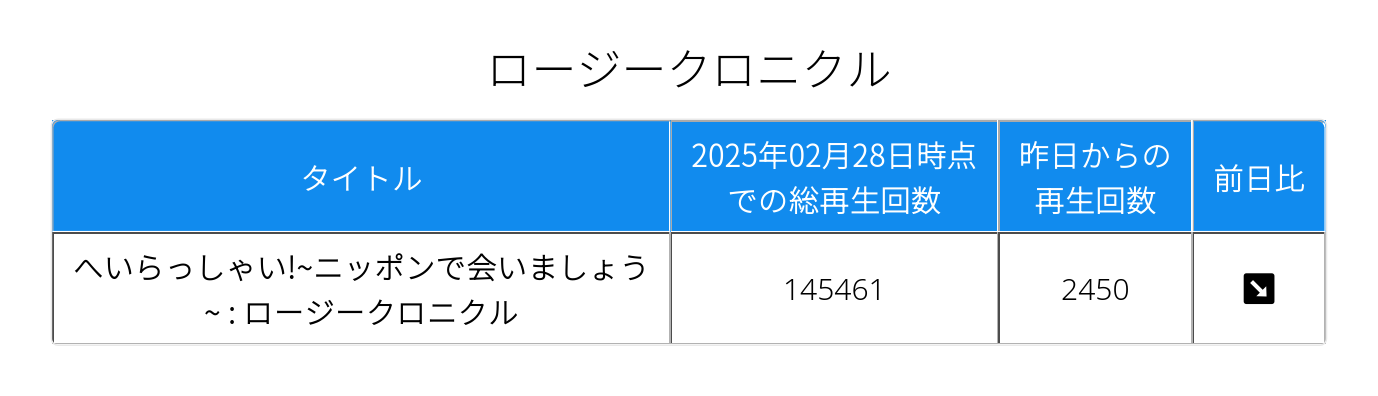 ロージークロニクル
タイトル
2025年02月28日時点
での総再生回数
昨日からの
再生回数
前日比
へいらっしゃい!~ニッポンで会いましょう
~ : ロージークロニクル
145461
2450
↘